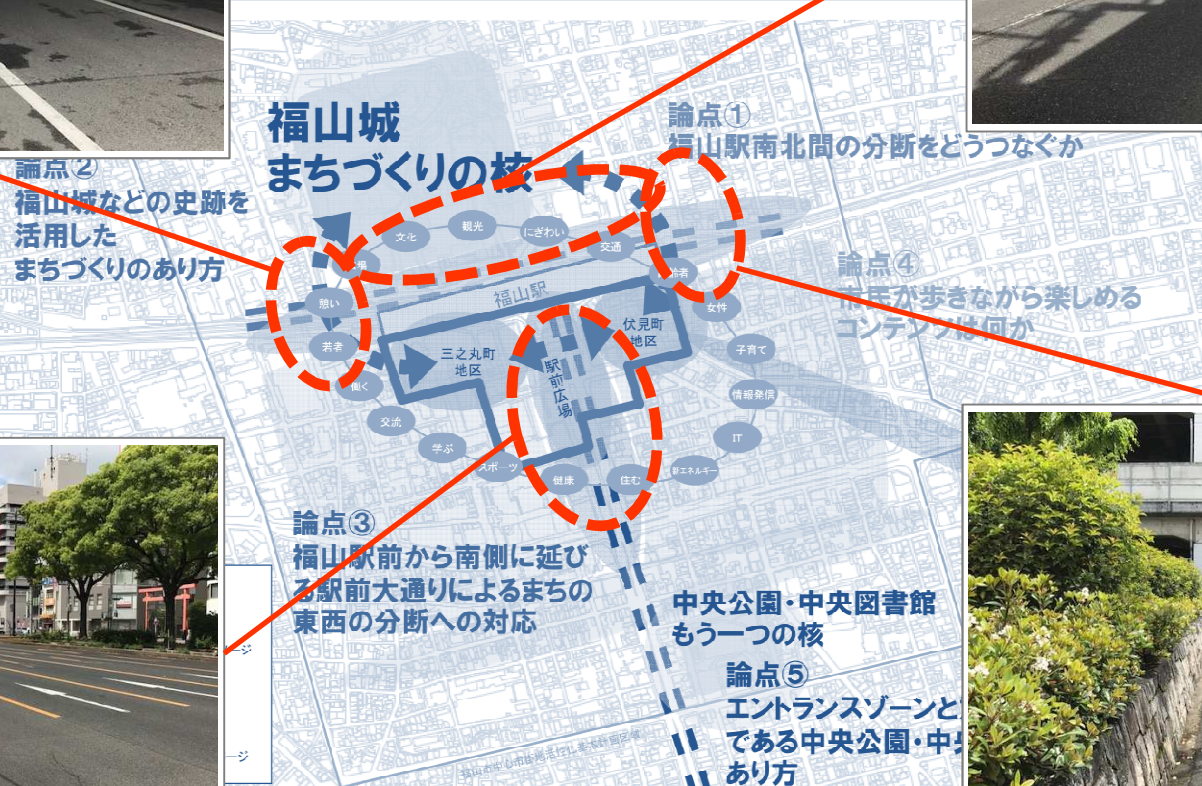 福山城
まちづくりの核
論点①
福山駅南北間の分断をどうつなぐか
論点②
福山城などの史跡を
活用した
まちづくりのあり方
文化
観光
にぎわい
交通
憩い
若者
働く
交流
学ぶ
スポーツ
健康
住む
新エネルギー
IT
情報発信
子育て
女性
福山駅
三之丸町
地区
駅前広場
伏見町
地区
論点④
市民が歩きながら楽しめる
コンテンツは何か
論点③
福山駅前から南側に延び
る駅前大通りによるまちの
東西の分断への対応
中央公園・中央図書館
もう一つの核
論点⑤
エントランスゾーンと
である中央公園・中央
あり方
ージ
ージ